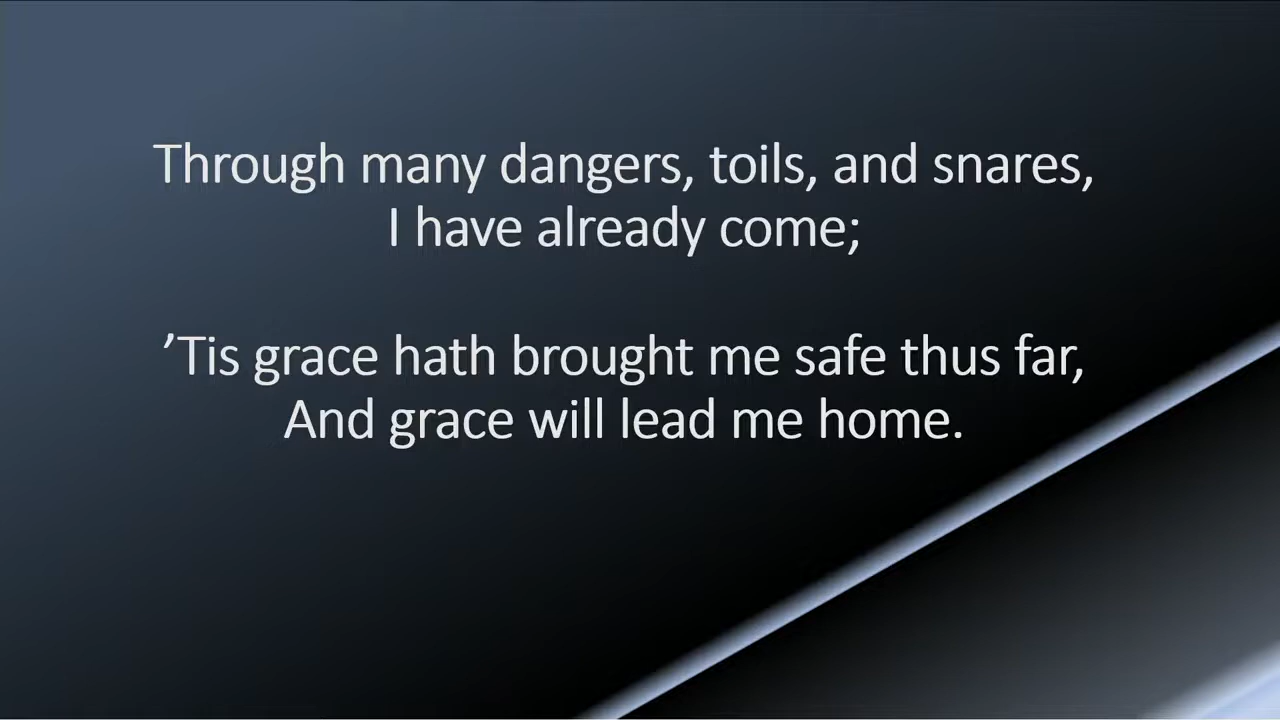 Through many dangers, toils, and snares,
I have already come;
’Tis grace hath brought me safe thus far,
And grace will lead me home.